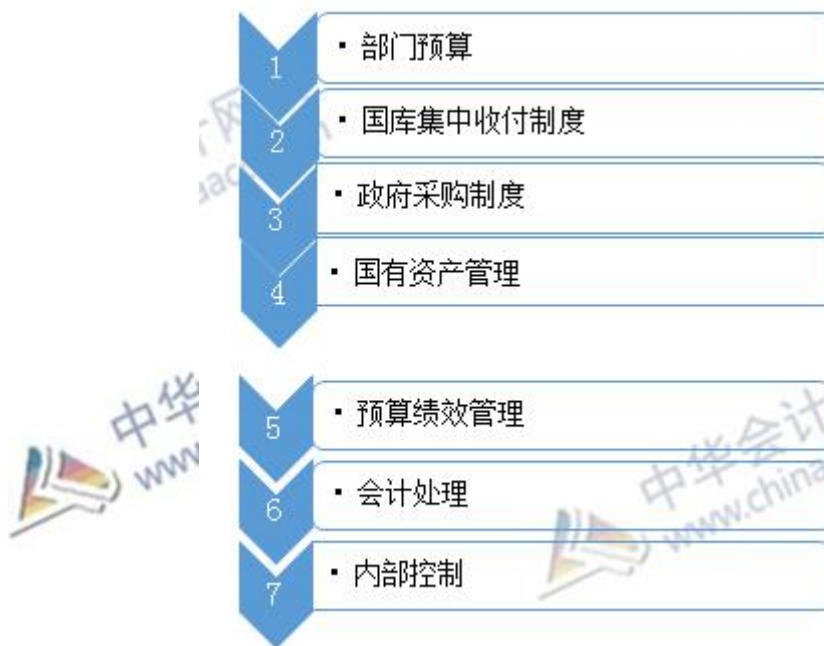 1
· 部门预算
2
· 国库集中收付制度
3
· 政府采购制度
4
· 国有资产管理
5
· 预算绩效管理
6
· 会计处理
7
· 内部控制
中华
www
中华会计
www.china